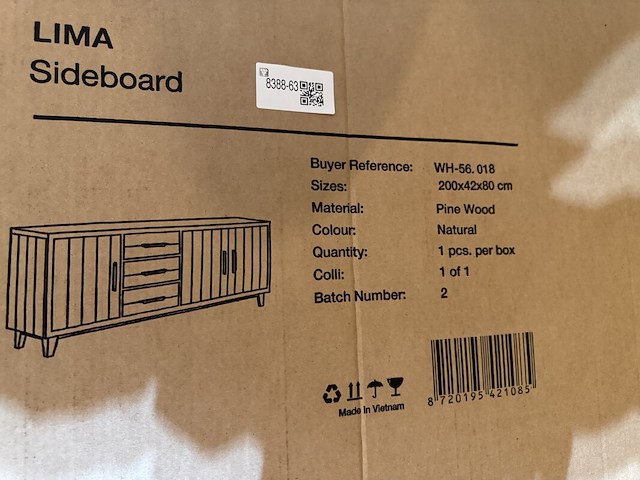 LIMA
Sideboard
8388-63
Buyer Reference: WH-56.018
Sizes: 200x42x80 cm
Material: Pine Wood
Colour: Natural
Quantity: 1 pcs. per box
Colli: 1 of 1
Batch Number: 2
Made In Vietnam
8 720195 421085